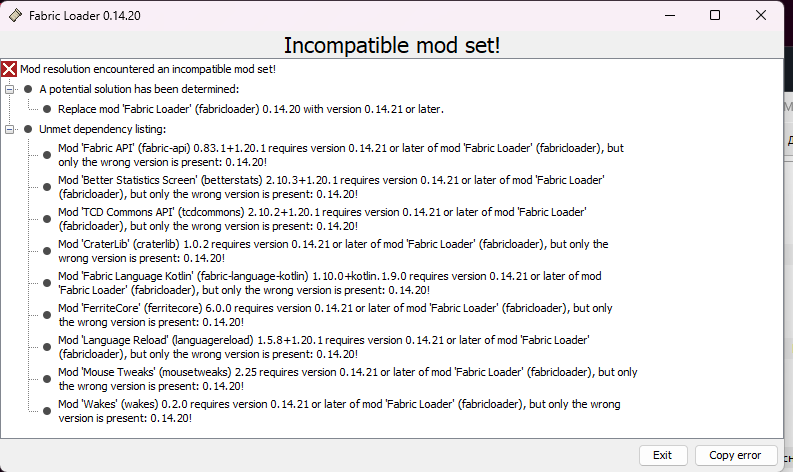 Fabric Loader 0.14.20
Incompatible mod set!
Mod resolution encountered an incompatible mod set!
A potential solution has been determined:
Replace mod 'Fabric Loader' (fabricloader) 0.14.20 with version 0.14.21 or later.
Unmet dependency listing:
Mod 'Fabric API' (fabric-api) 0.83.1+1.20.1 requires version 0.14.21 or later of mod 'Fabric Loader' (fabricloader), but
only the wrong version is present: 0.14.20!
Mod 'Better Statistics Screen' (betterstats) 2.10.3+1.20.1 requires version 0.14.21 or later of mod 'Fabric Loader'
(fabricloader), but only the wrong version is present: 0.14.20!
Mod 'TCD Commons API' (tcdcommons) 2.10.2+1.20.1 requires version 0.14.21 or later of mod 'Fabric Loader'
(fabricloader), but only the wrong version is present: 0.14.20!
Mod 'CraterLib' (craterlib) 1.0.2 requires version 0.14.21 or later of mod 'Fabric Loader' (fabricloader), but only the
wrong version is present: 0.14.20!
Mod 'Fabric Language Kotlin' (fabric-language-kotlin) 1.10.0+kotlin.1.9.0 requires version 0.14.21 or later of mod
'Fabric Loader' (fabricloader), but only the wrong version is present: 0.14.20!
Mod 'FerriteCore' (ferritecore) 6.0.0 requires version 0.14.21 or later of mod 'Fabric Loader' (fabricloader), but only
the wrong version is present: 0.14.20!
Mod 'Language Reload' (languagereload) 1.5.8+1.20.1 requires version 0.14.21 or later of mod 'Fabric Loader'
(fabricloader), but only the wrong version is present: 0.14.20!
Mod 'Mouse Tweaks' (mousetweaks) 2.25 requires version 0.14.21 or later of mod 'Fabric Loader' (fabricloader), but
only the wrong version is present: 0.14.20!
Mod 'Wakes' (wakes) 0.2.0 requires version 0.14.21 or later of mod 'Fabric Loader' (fabricloader), but only the wrong
version is present: 0.14.20!
Exit
Copy error